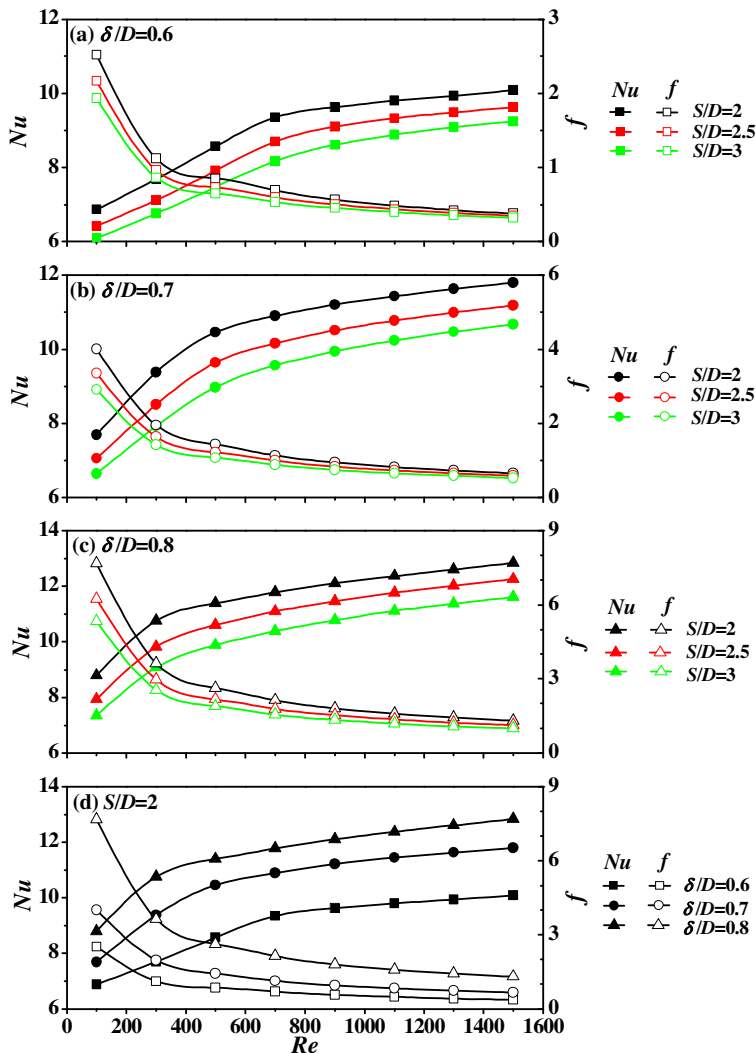 (a) δ/D=0.6
12
10
8
6
Nu
3
2
1
0
f
Nu f
S/D=2
S/D=2.5
S/D=3
(b) δ/D=0.7
12
10
8
6
Nu
6
4
2
0
f
Nu f
S/D=2
S/D=2.5
S/D=3
(c) δ/D=0.8
14
12
10
8
6
Nu
9
6
3
0
f
Nu f
S/D=2
S/D=2.5
S/D=3
(d) S/D=2
14
12
10
8
6
Nu
9
6
3
0
f
Nu f
δ/D=0.6
δ/D=0.7
δ/D=0.8
0 200 400 600 800 1000 1200 1400 1600
Re